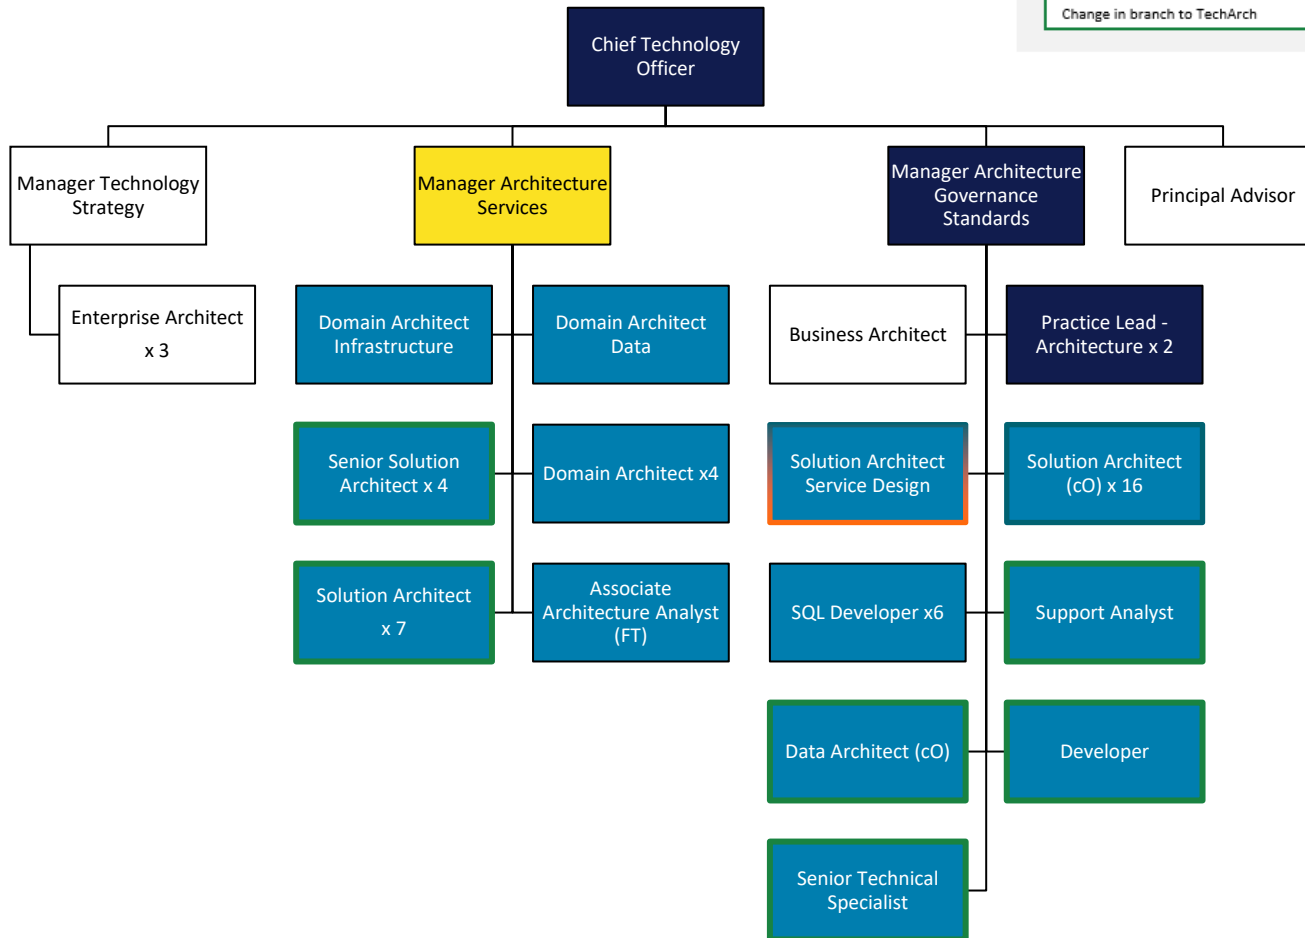 Change in branch to TechArch
Chief Technology
Officer
Manager Technology
Strategy
Manager Architecture
Services
Manager Architecture
Governance
Standards
Principal Advisor
Enterprise Architect
x 3
Domain Architect
Infrastructure
Domain Architect
Data
Business Architect
Practice Lead -
Architecture x 2
Senior Solution
Architect x 4
Domain Architect x4
Solution Architect
Service Design
Solution Architect
(cO) x 16
Solution Architect
x 7
Associate
Architecture Analyst
(FT)
SQL Developer x6
Support Analyst
Data Architect (cO)
Developer
Senior Technical
Specialist